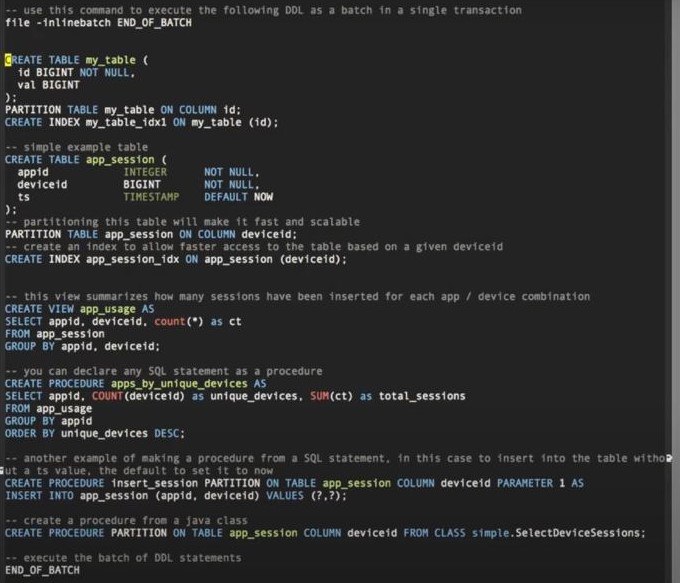 -- use this command to execute the following DDL as a batch in a single transaction
file -inlinebatch END_OF_BATCH
CREATE TABLE my_table (
id BIGINT NOT NULL,
val BIGINT
);
PARTITION TABLE my_table ON COLUMN id;
CREATE INDEX my_table_idx1 ON my_table (id);
-- simple example table
CREATE TABLE app_session (
appid INTEGER NOT NULL,
deviceid BIGINT NOT NULL,
ts TIMESTAMP DEFAULT NOW
);
-- partitioning this table will make it fast and scalable
PARTITION TABLE app_session ON COLUMN deviceid;
-- create an index to allow faster access to the table based on a given deviceid
CREATE INDEX app_session_idx ON app_session (deviceid);
-- this view summarizes how many sessions have been inserted for each app / device combination
CREATE VIEW app_usage AS
SELECT appid, deviceid, count(*) as ct
FROM app_session
GROUP BY appid, deviceid;
-- you can declare any SQL statement as a procedure
CREATE PROCEDURE apps_by_unique_devices AS
SELECT appid, COUNT(deviceid) as unique_devices, SUM(ct) as total_sessions
FROM app_usage
GROUP BY appid
ORDER BY unique_devices DESC;
-- another example of making a procedure from a SQL statement, in this case to insert into the table witho
ut a ts value, the default to set it to now
CREATE PROCEDURE insert_session PARTITION ON TABLE app_session COLUMN deviceid PARAMETER 1 AS
INSERT INTO app_session (appid, deviceid) VALUES (?,?);
-- create a procedure from a java class
CREATE PROCEDURE PARTITION ON TABLE app_session COLUMN deviceid FROM CLASS simple.SelectDeviceSessions;
-- execute the batch of DDL statements
END_OF_BATCH